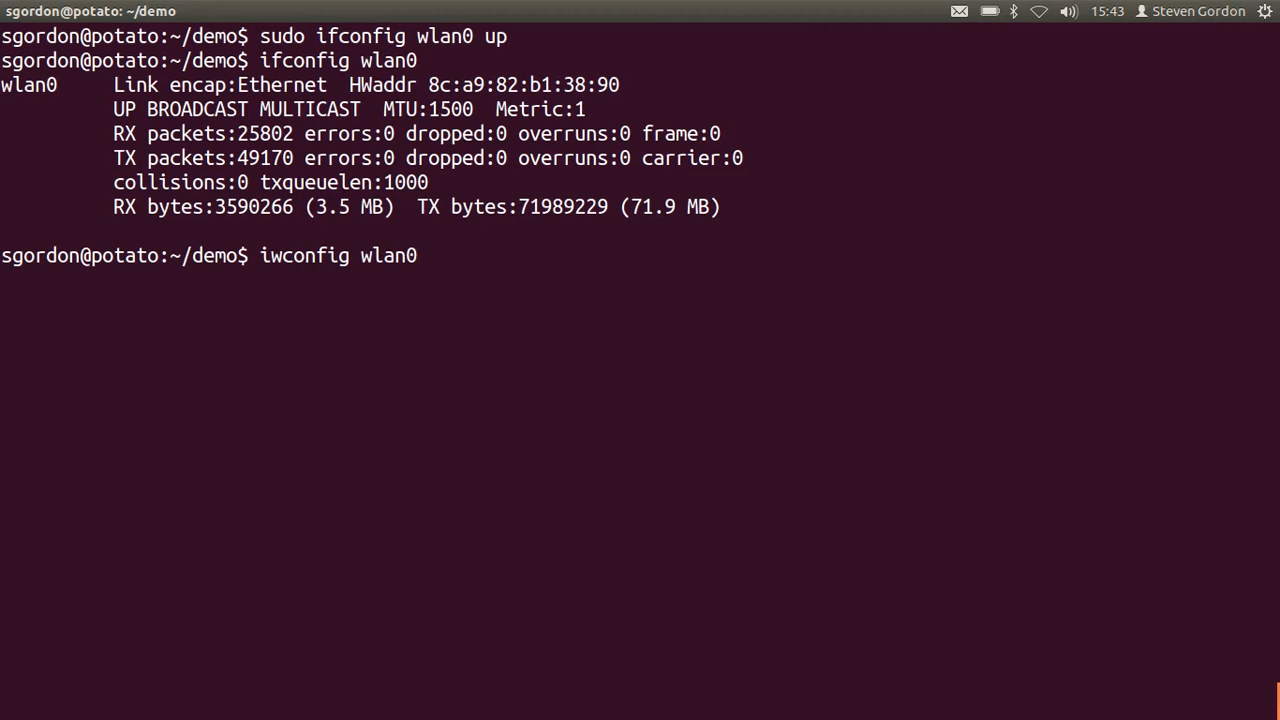 sgordon@potato: ~/demo 15:43 Steven Gordon
sgordon@potato:~/demo$ sudo ifconfig wlan0 up
sgordon@potato:~/demo$ ifconfig wlan0
wlan0 Link encap:Ethernet HWaddr 8c:a9:82:b1:38:90
UP BROADCAST MULTICAST MTU:1500 Metric:1
RX packets:25802 errors:0 dropped:0 overruns:0 frame:0
TX packets:49170 errors:0 dropped:0 overruns:0 carrier:0
collisions:0 txqueuelen:1000
RX bytes:3590266 (3.5 MB) TX bytes:71989229 (71.9 MB)
sgordon@potato:~/demo$ iwconfig wlan0